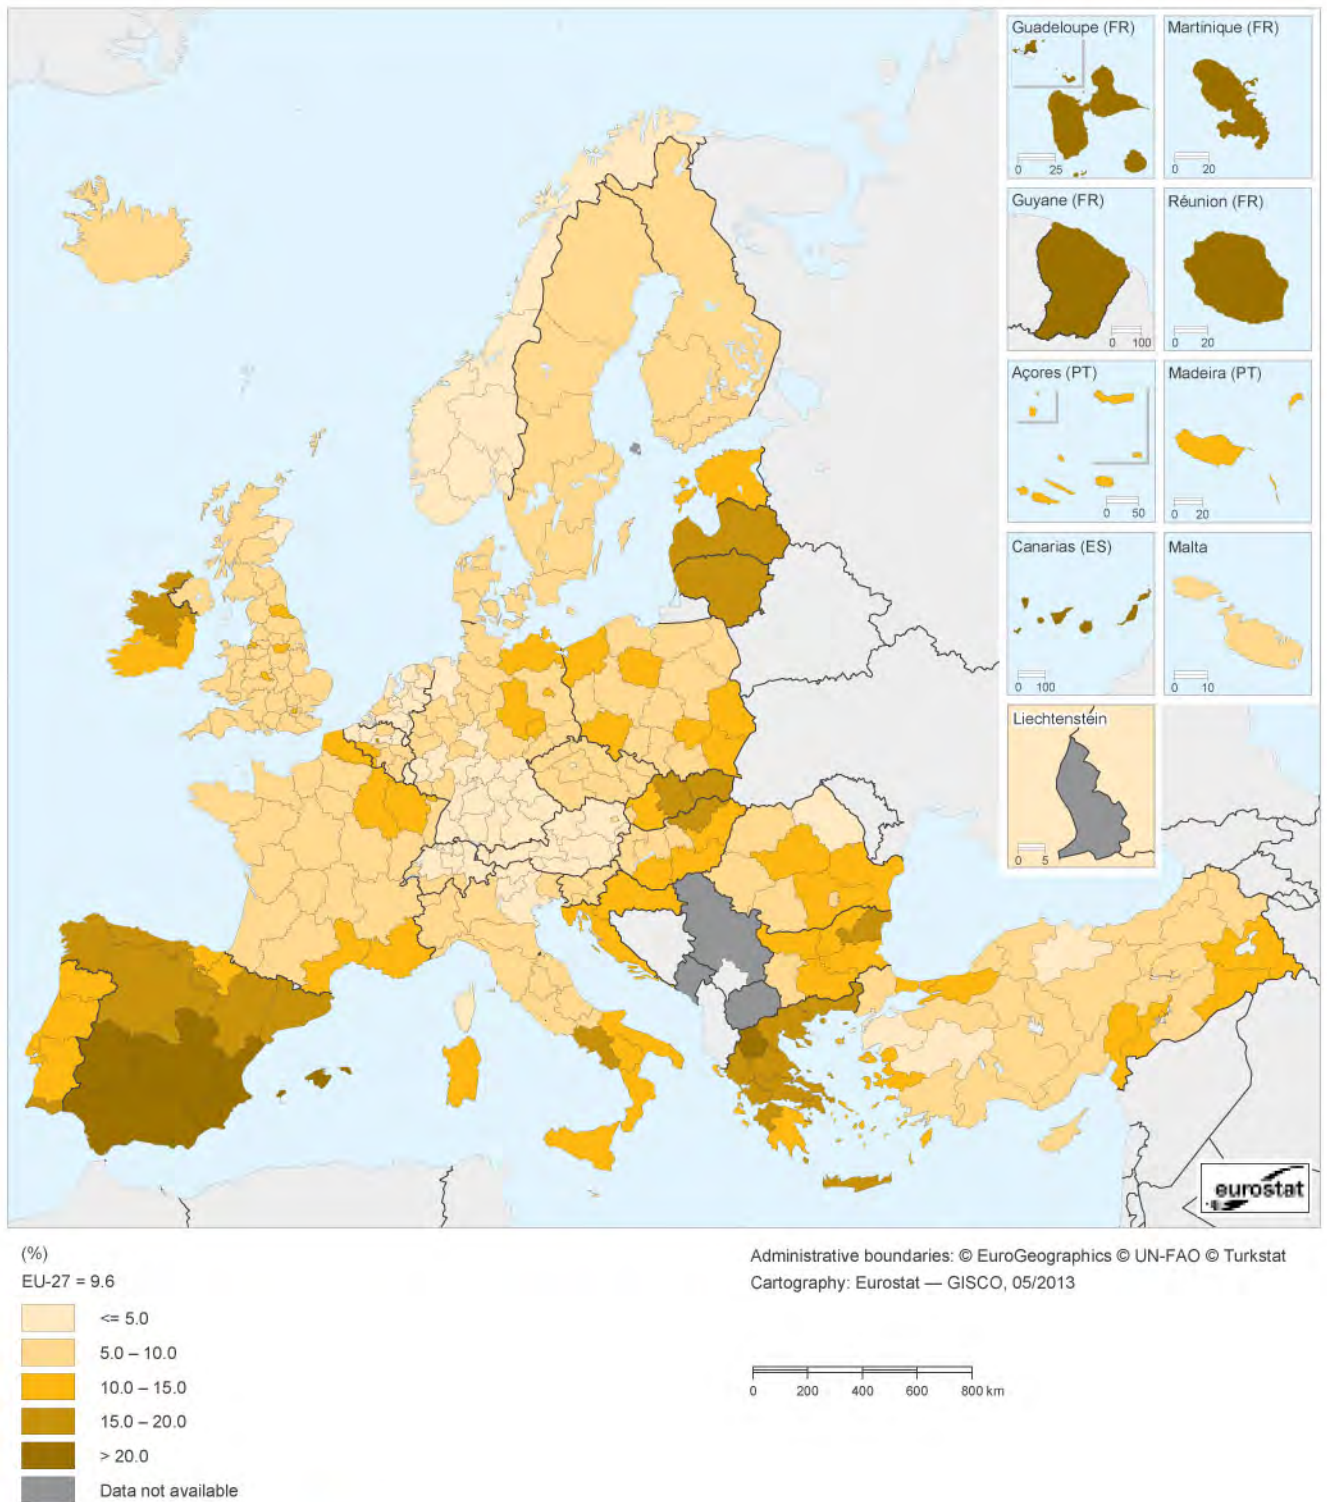 Guadeloupe (FR)
0 25
Martinique (FR)
0 20
Guyane (FR)
0 100
Réunion (FR)
0 20
Açores (PT)
0 50
Madeira (PT)
0 20
Canarias (ES)
0 100
Malta
0 10
Liechtenstein
0 5
eurostat
(%)
EU-27 = 9.6
<= 5.0
5.0 – 10.0
10.0 – 15.0
15.0 – 20.0
> 20.0
Data not available
Administrative boundaries: © EuroGeographics © UN-FAO © Turkstat
Cartography: Eurostat — GISCO, 05/2013
0 200 400 600 800 km